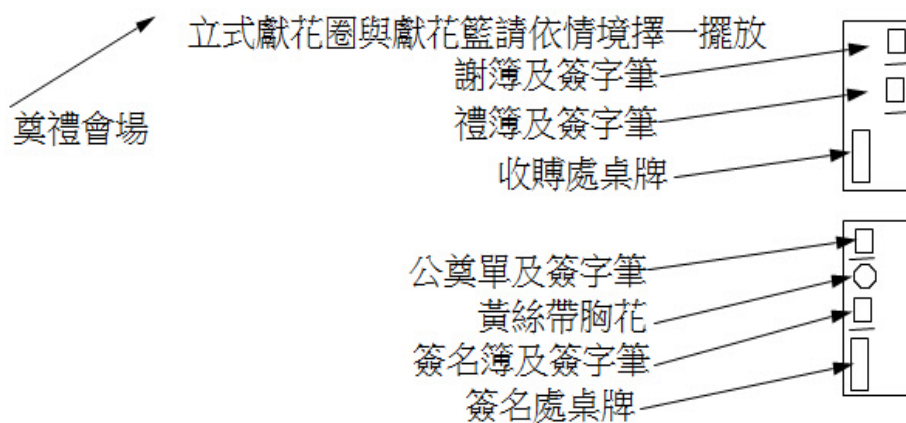 立式獻花圈與獻花籃請依情境擇一擺放
謝簿及簽字筆
奠禮會場
禮簿及簽字筆
收賻處桌牌
公奠單及簽字筆
黃絲帶胸花
簽名簿及簽字筆
簽名處桌牌